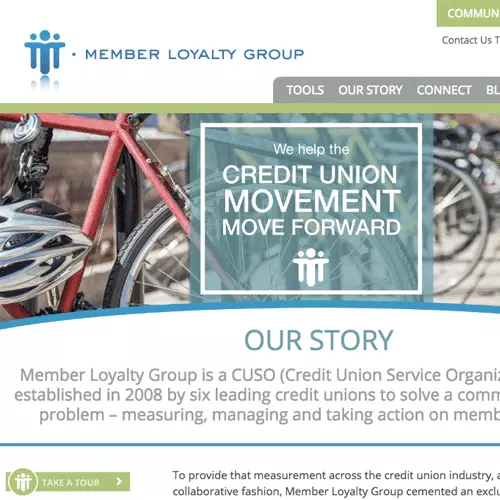 COMMUN
Contact Us T
· MEMBER LOYALTY GROUP
TOOLS OUR STORY CONNECT BL
We help the
CREDIT UNION
MOVEMENT
MOVE FORWARD
OUR STORY
Member Loyalty Group is a CUSO (Credit Union Service Organiz
established in 2008 by six leading credit unions to solve a comm
problem – measuring, managing and taking action on memb
TAKE A TOUR
To provide that measurement across the credit union industry, a
collaborative fashion, Member Loyalty Group cemented an exclu